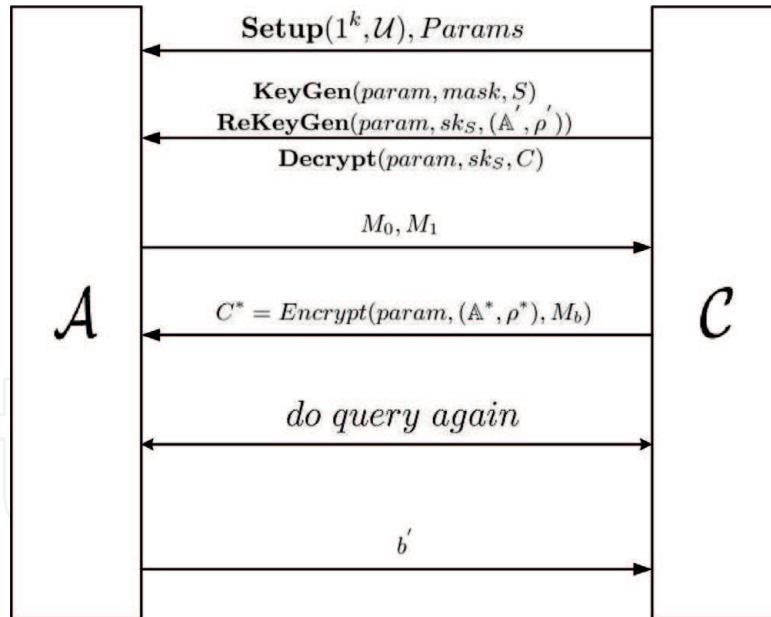 Setup(1^k, 𝒰), Params
KeyGen(param, mask, S)
ReKeyGen(param, sk_S, (𝔸′, ρ′))
Decrypt(param, sk_S, C)
M_0, M_1
𝒜
C* = Encrypt(param, (𝔸*, ρ*), M_b)
𝒞
do query again
b′